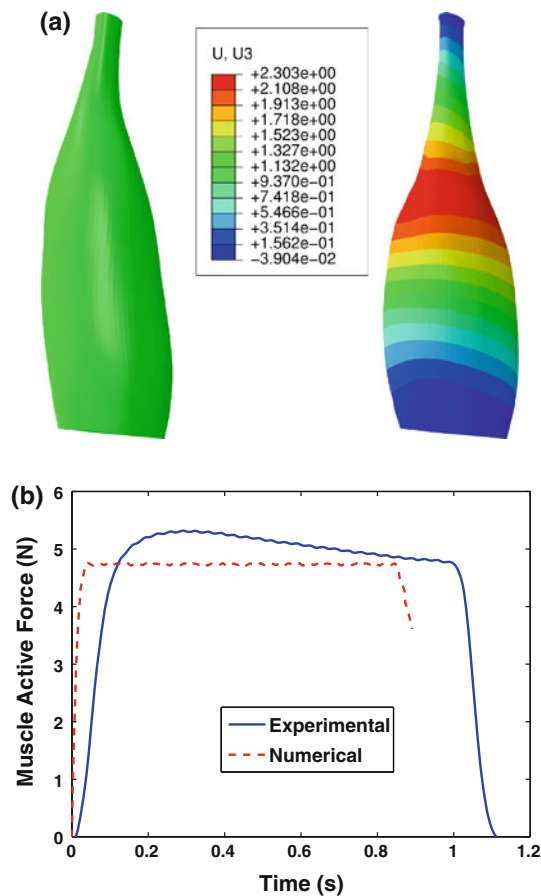 (a)
U, U3
+2.303e+00
+2.108e+00
+1.913e+00
+1.718e+00
+1.523e+00
+1.327e+00
+1.132e+00
+9.370e-01
+7.418e-01
+5.466e-01
+3.514e-01
+1.562e-01
-3.904e-02
(b)
Muscle Active Force (N)
6
5
4
3
2
1
0
Experimental
Numerical
0 0.2 0.4 0.6 0.8 1 1.2
Time (s)